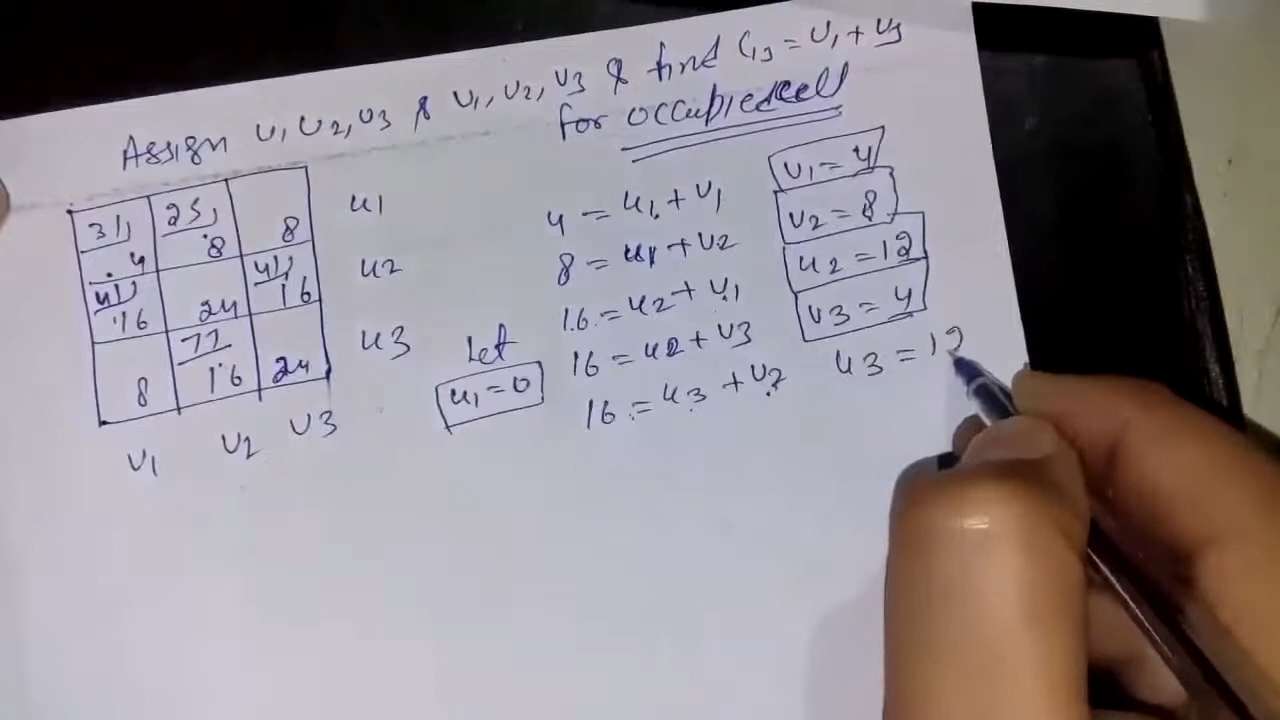 Assign U1 U2, U3 & V1, V2, V3 & find Cij = Ui + Vj
for occupied cell
31 25 8 u1
4 8
41 24 41 u2
16 16
8 77 24 u3
16
V1 V2 V3
Let
u1 = 0
4 = u1 + V1
8 = u1 + V2
16 = u2 + V1
16 = u2 + V3
16 = u3 + V2
V1 = 4
V2 = 8
u2 = 12
V3 = 4
u3 = 12